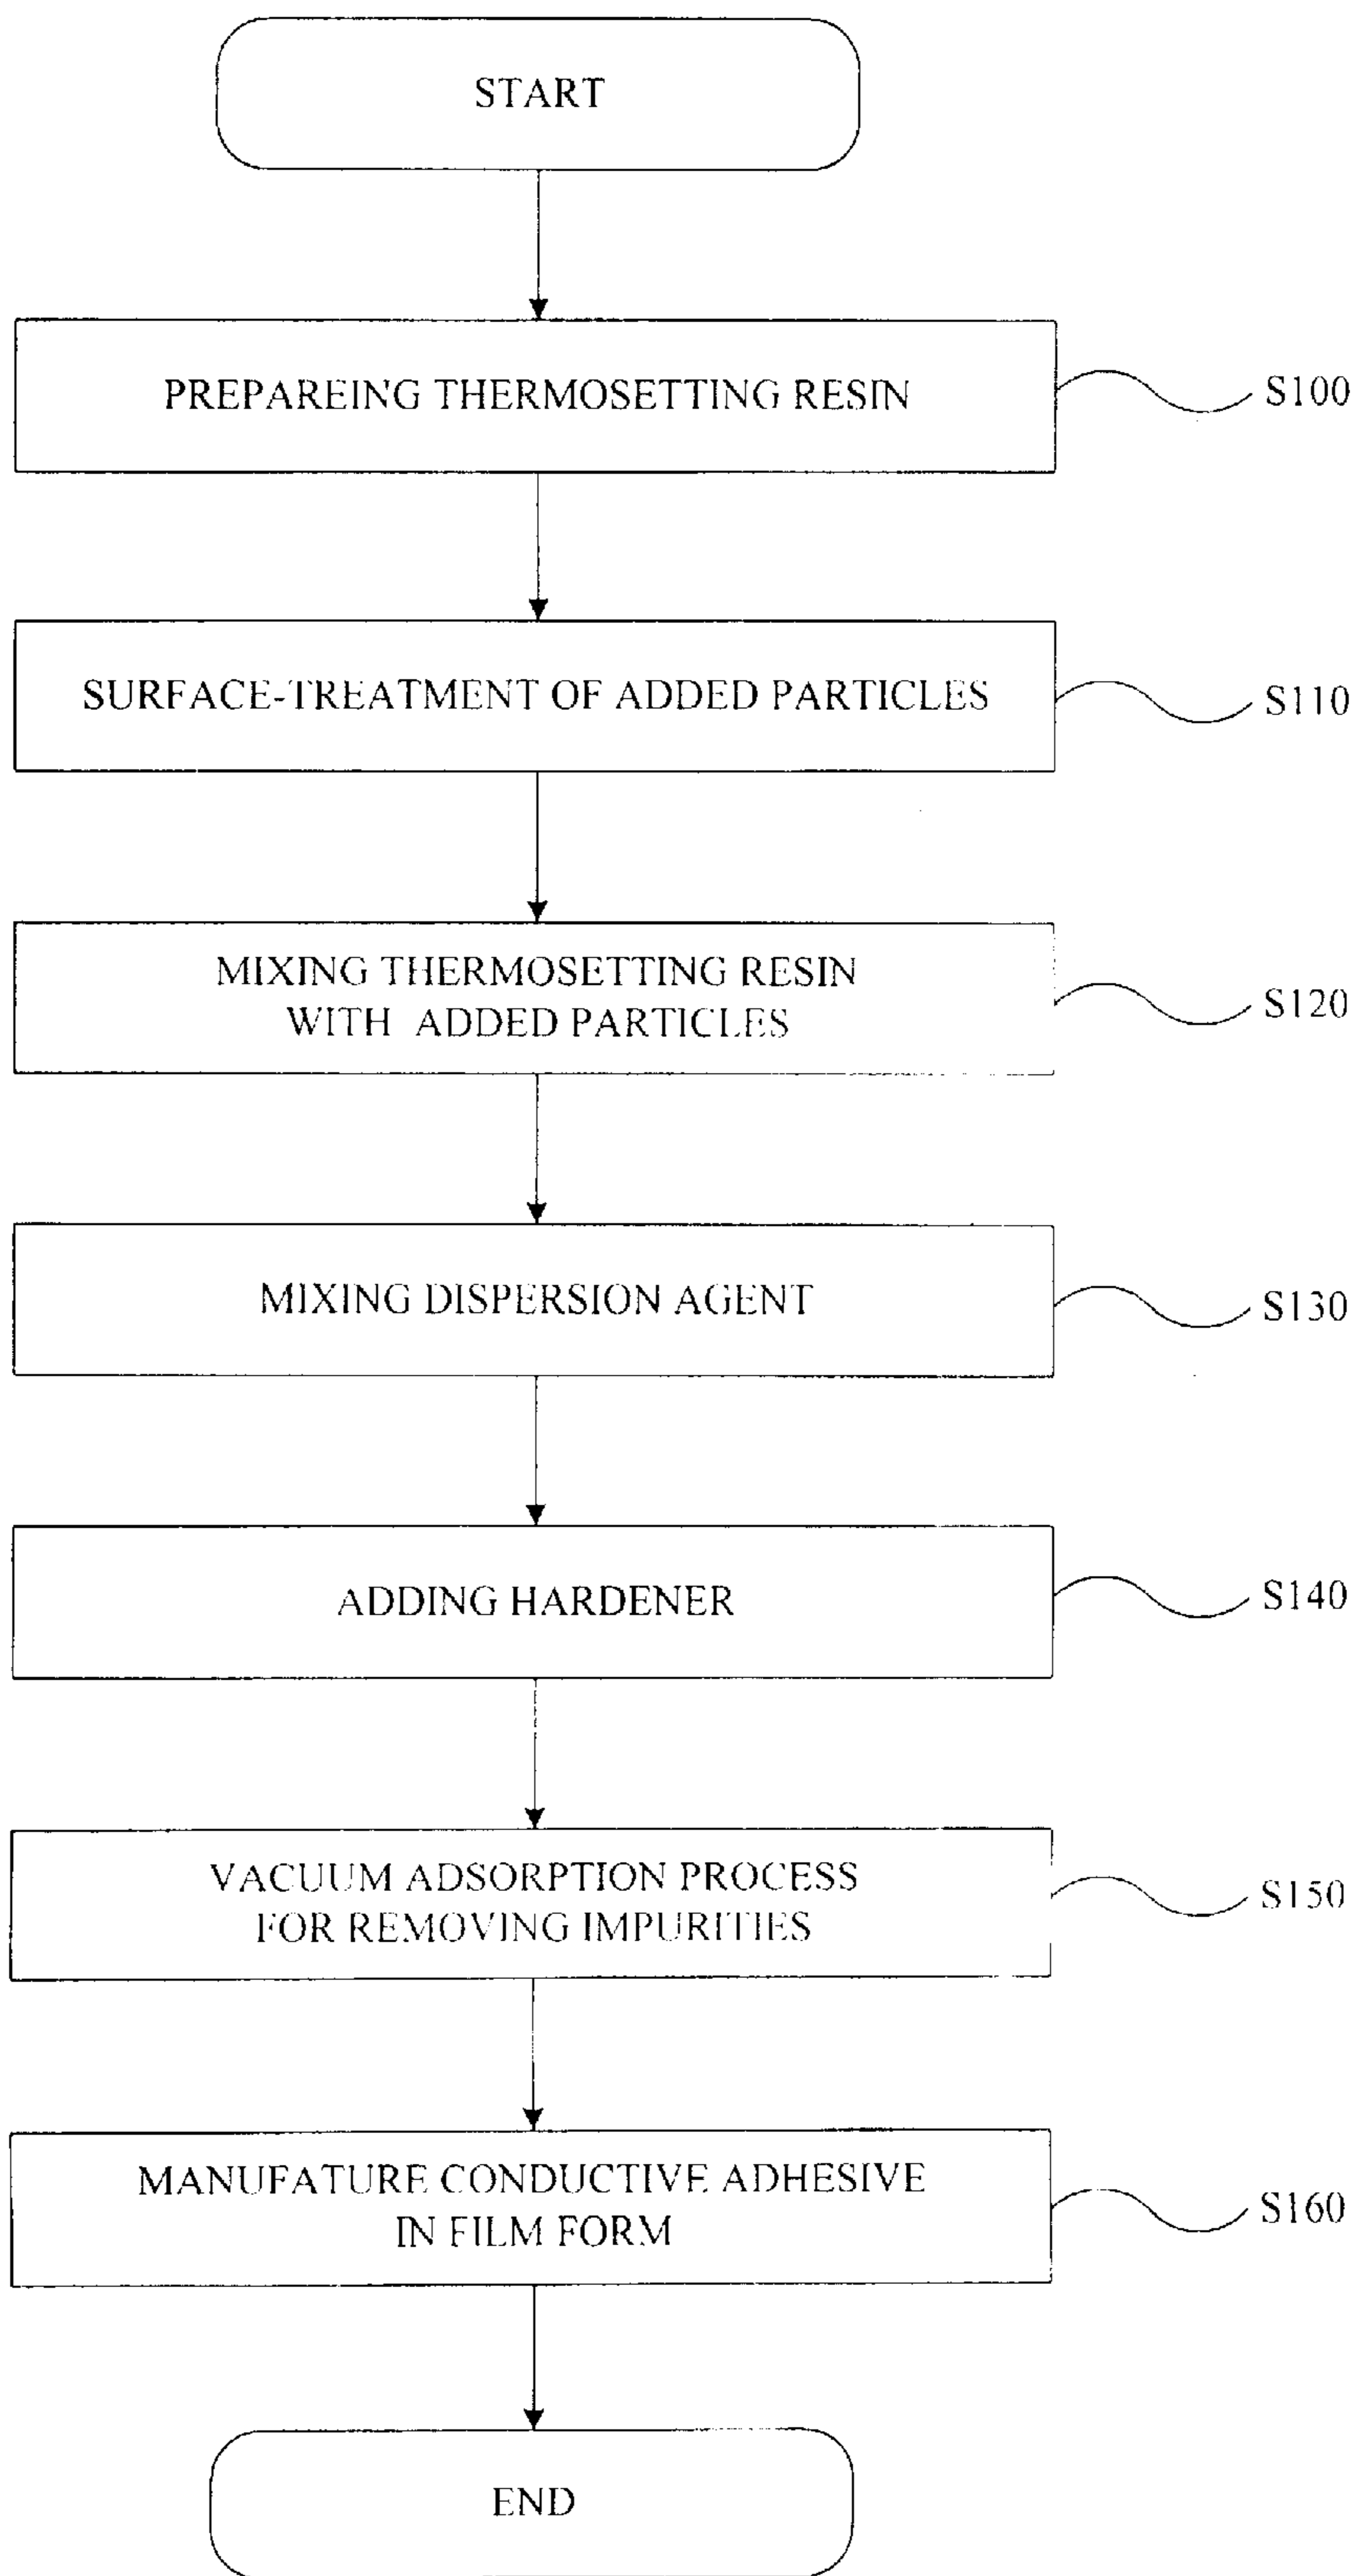 START
PREPAREING THERMOSETTING RESIN
S100
SURFACE-TREATMENT OF ADDED PARTICLES
S110
MIXING THERMOSETTING RESIN
WITH ADDED PARTICLES
S120
MIXING DISPERSION AGENT
S130
ADDING HARDENER
S140
VACUUM ADSORPTION PROCESS
FOR REMOVING IMPURITIES
S150
MANUFATURE CONDUCTIVE ADHESIVE
IN FILM FORM
S160
END